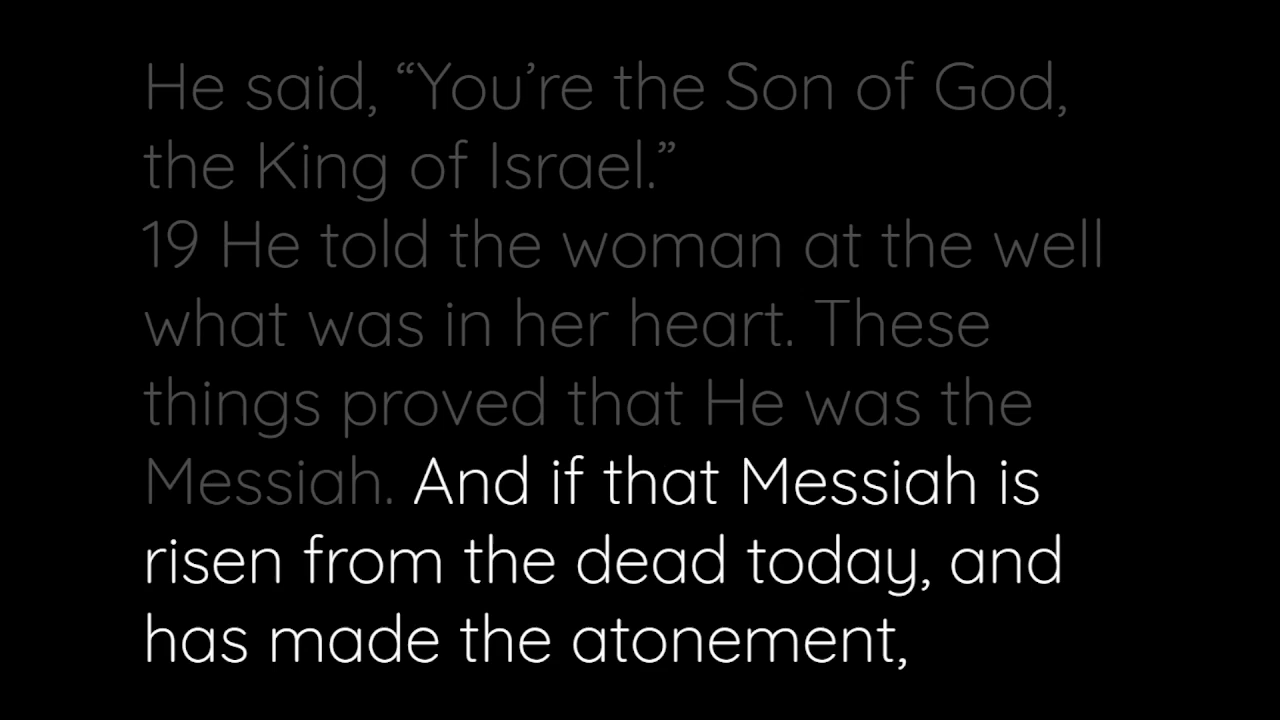 He said, “You’re the Son of God,
the King of Israel.”
19 He told the woman at the well
what was in her heart. These
things proved that He was the
Messiah. And if that Messiah is
risen from the dead today, and
has made the atonement,